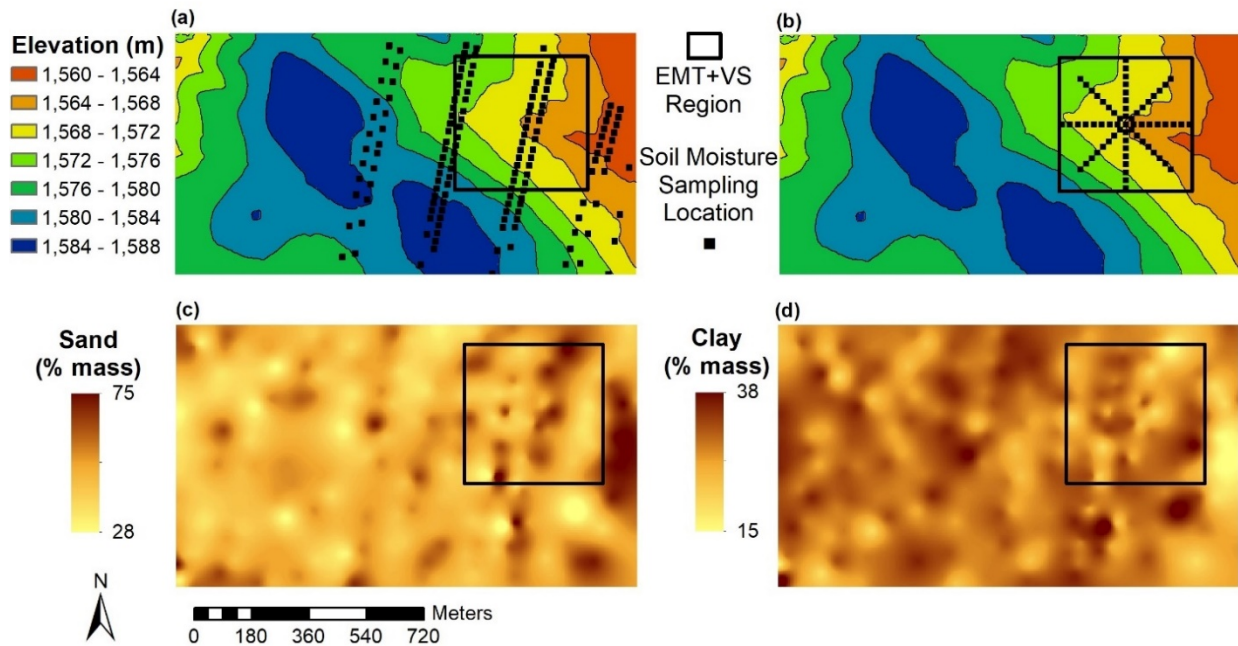 (a)
(b)
Elevation (m)
1,560 - 1,564
1,564 - 1,568
1,568 - 1,572
1,572 - 1,576
1,576 - 1,580
1,580 - 1,584
1,584 - 1,588
EMT+VS
Region
Soil Moisture
Sampling
Location
(c)
(d)
Sand
(% mass)
75
28
Clay
(% mass)
38
15
N
Meters
0 180 360 540 720